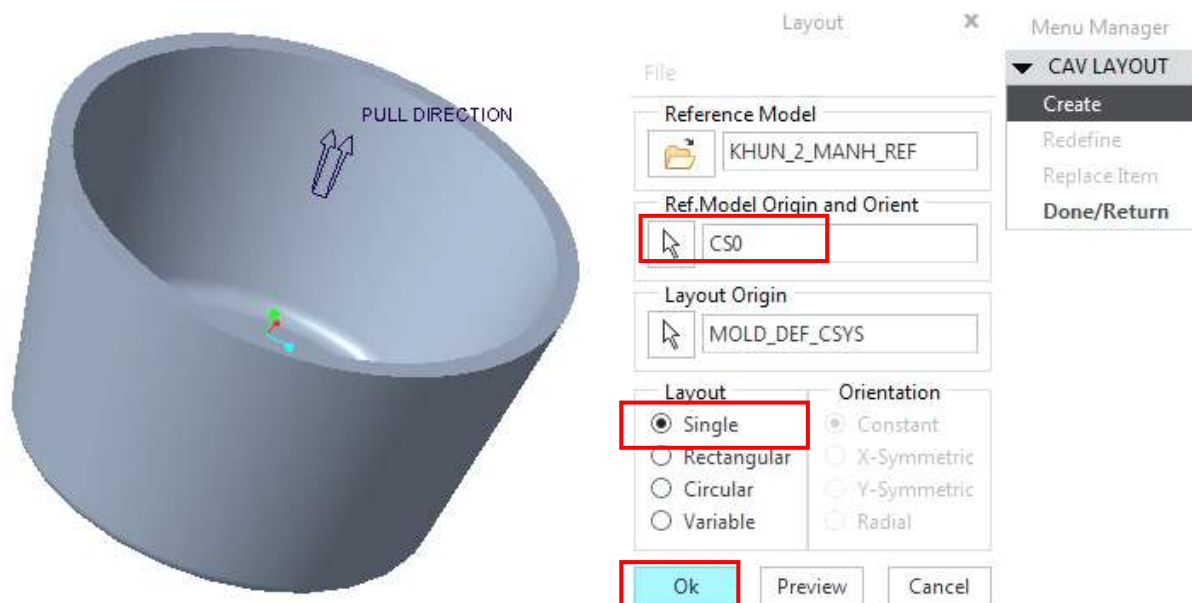 PULL DIRECTION
Layout
File
Reference Model
KHUN_2_MANH_REF
Ref.Model Origin and Orient
CS0
Layout Origin
MOLD_DEF_CSYS
Layout
Single
Rectangular
Circular
Variable
Orientation
Constant
X-Symmetric
Y-Symmetric
Radial
Ok
Preview
Cancel
Menu Manager
CAV LAYOUT
Create
Redefine
Replace Item
Done/Return